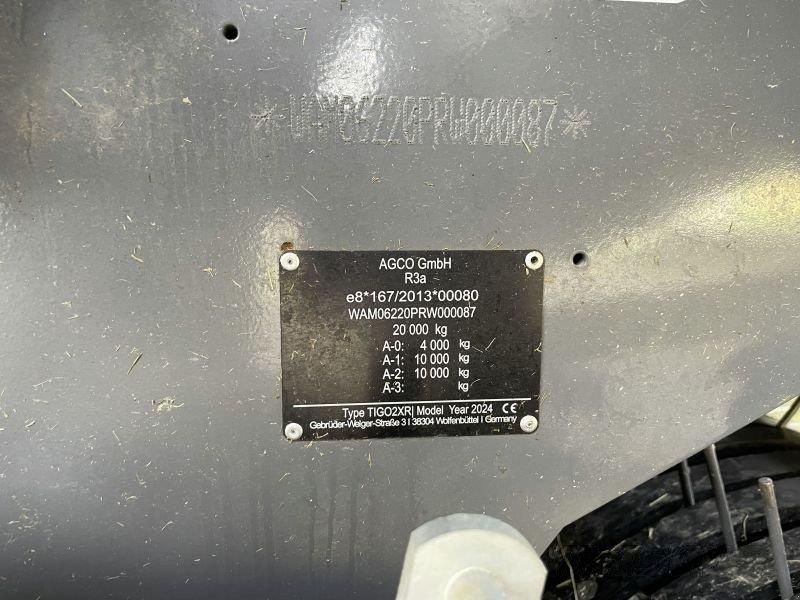 *WAM06220PRW000087*
AGCO GmbH
R3a
e8*167/2013*00080
WAM06220PRW000087
20 000 kg
A-0: 4 000 kg
A-1: 10 000 kg
A-2: 10 000 kg
A-3: kg
Type TIGO2XR| Model Year 2024 CE
Gebrüder-Welger-Straße 3 I 38304 Wolfenbüttel I Germany